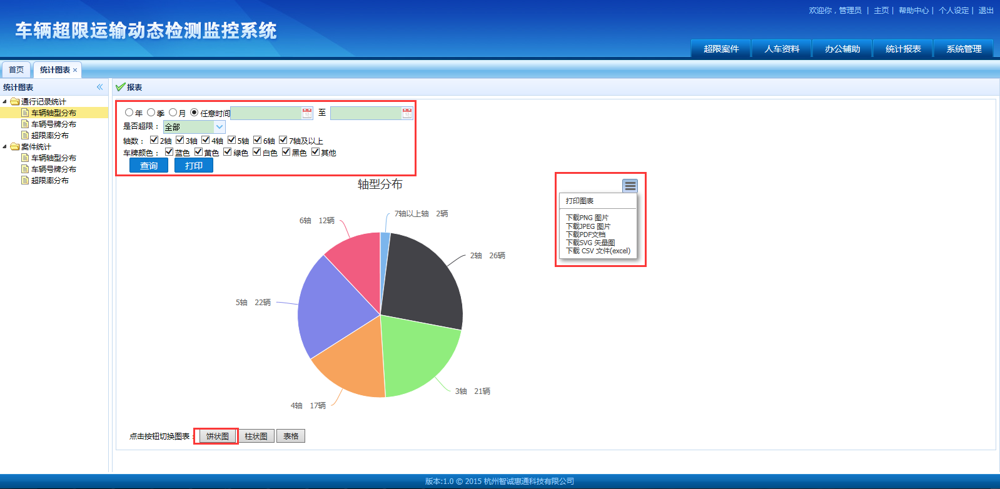 欢迎你，管理员 | 主页 | 帮助中心 | 个人设定 | 退出
车辆超限运输动态检测监控系统
超限案件 人车资料 办公辅助 统计报表 系统管理
首页 统计图表 ×
统计图表
通行记录统计
车辆轴型分布
车辆号牌分布
超限率分布
案件统计
车辆轴型分布
车辆号牌分布
超限率分布
报表
年 季 月 任意时间 至
是否超限： 全部
轴数： 2轴 3轴 4轴 5轴 6轴 7轴及以上
车牌颜色： 蓝色 黄色 绿色 白色 黑色 其他
查询 打印
轴型分布
打印图表
下载PNG 图片
下载JPEG 图片
下载PDF文档
下载SVG 矢量图
下载 CSV 文件(excel)
7轴以上轴 2辆
6轴 12辆
2轴 26辆
5轴 22辆
3轴 21辆
4轴 17辆
点击按钮切换图表： 饼状图 柱状图 表格
版本:1.0 © 2015 杭州智诚惠通科技有限公司